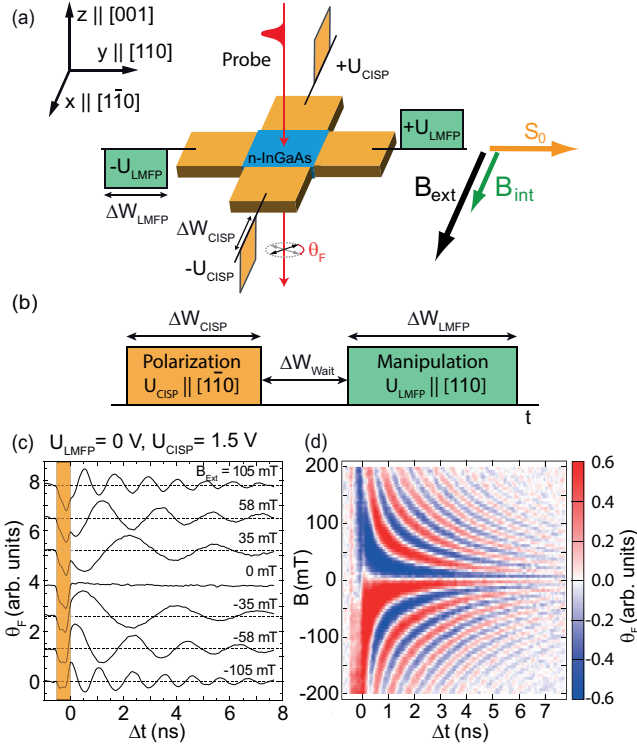 (a)
z || [001]
y || [110]
x || [11̄0]
Probe
+U_CISP
n-InGaAs
+U_LMFP
-U_LMFP
ΔW_LMFP
ΔW_CISP
-U_CISP
θ_F
S_0
B_ext
B_int
(b)
ΔW_CISP
ΔW_LMFP
Polarization
U_CISP || [11̄0]
ΔW_Wait
Manipulation
U_LMFP || [110]
t
(c)
U_LMFP = 0 V, U_CISP = 1.5 V
B_Ext = 105 mT
58 mT
35 mT
0 mT
-35 mT
-58 mT
-105 mT
8
6
4
2
0
θ_F (arb. units)
0 2 4 6 8
Δt (ns)
(d)
200
100
0
-100
-200
B (mT)
0 1 2 3 4 5 6 7
Δt (ns)
0.6
0.4
0.2
0.0
-0.2
-0.4
-0.6
θ_F (arb. units)